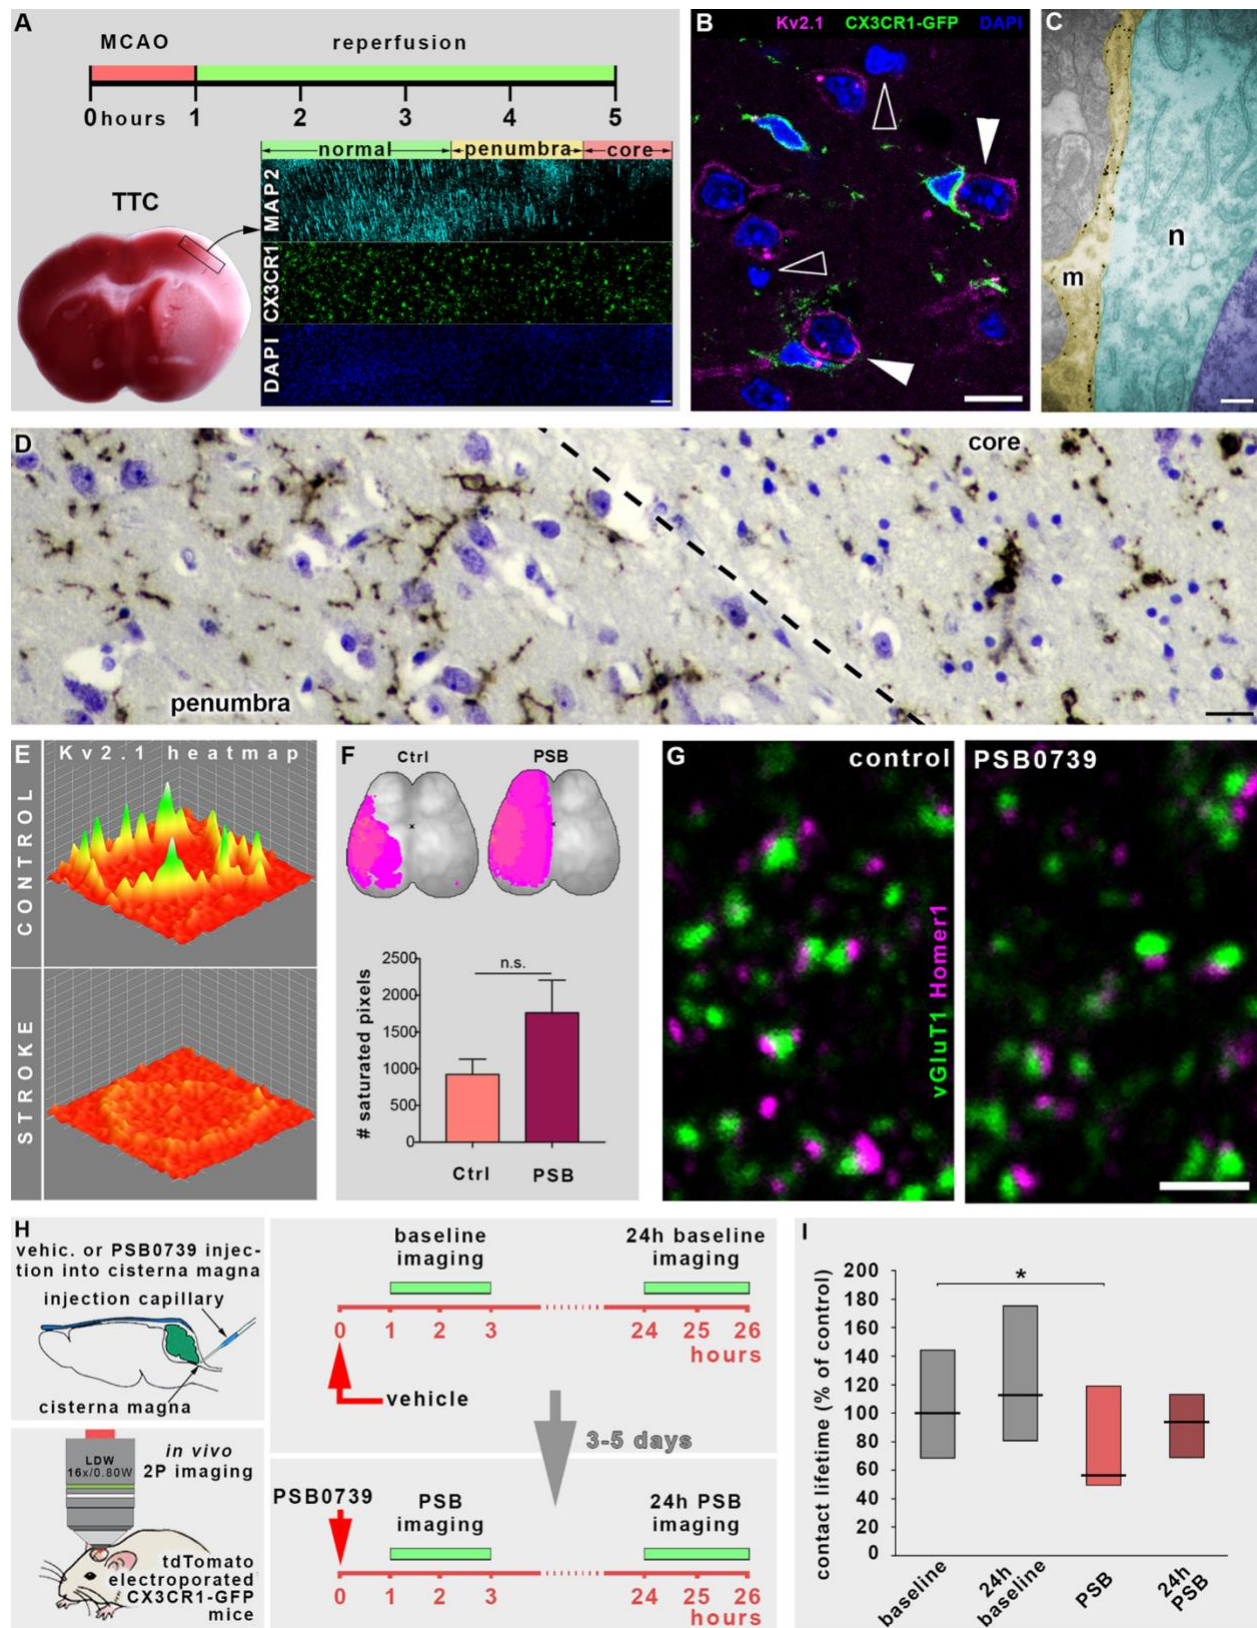 A
MCAO
reperfusion
0 hours 1 2 3 4 5
normal penumbra core
TTC
MAP2
CX3CR1
DAPI
B
Kv2.1 CX3CR1-GFP DAPI
C
m
n
D
core
penumbra
E
Kv2.1 heatmap
CONTROL
STROKE
F
Ctrl PSB
# saturated pixels
2500
2000
1500
1000
500
0
n.s.
Ctrl PSB
G
control
PSB0739
vGluT1 Homer1
H
vehic. or PSB0739 injec-
tion into cisterna magna
injection capillary
cisterna magna
LDW
16x/0.80W
in vivo
2P imaging
tdTomato
electroporated
CX3CR1-GFP
mice
baseline
imaging
24h baseline
imaging
0 1 2 3 24 25 26
hours
vehicle
3-5 days
PSB0739
PSB
imaging
24h PSB
imaging
0 1 2 3 24 25 26
hours
I
contact lifetime (% of control)
200
180
160
140
120
100
80
60
40
20
0
*
baseline
24h
baseline
PSB
24h
PSB